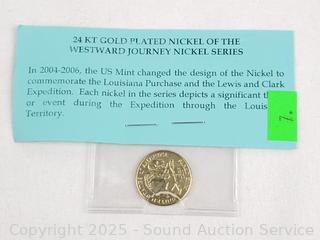 24 KT GOLD PLATED NICKEL OF THE
WESTWARD JOURNEY NICKEL SERIES
In 2004-2006, the US Mint changed the design of the Nickel to
commemorate the Louisiana Purchase and the Lewis and Clark
Expedition. Each nickel in the series depicts a significant th
or event during the Expedition through the Louis
Territory.
7.
Copyright 2025 - Sound Auction Service